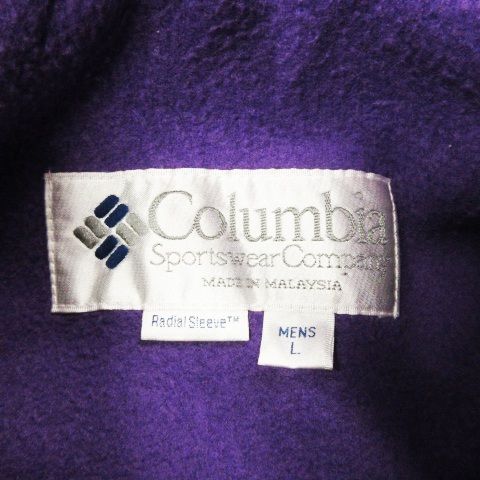 Columbia
Sportswear Company
MADE IN MALAYSIA
Radial Sleeve™
MENS
L.